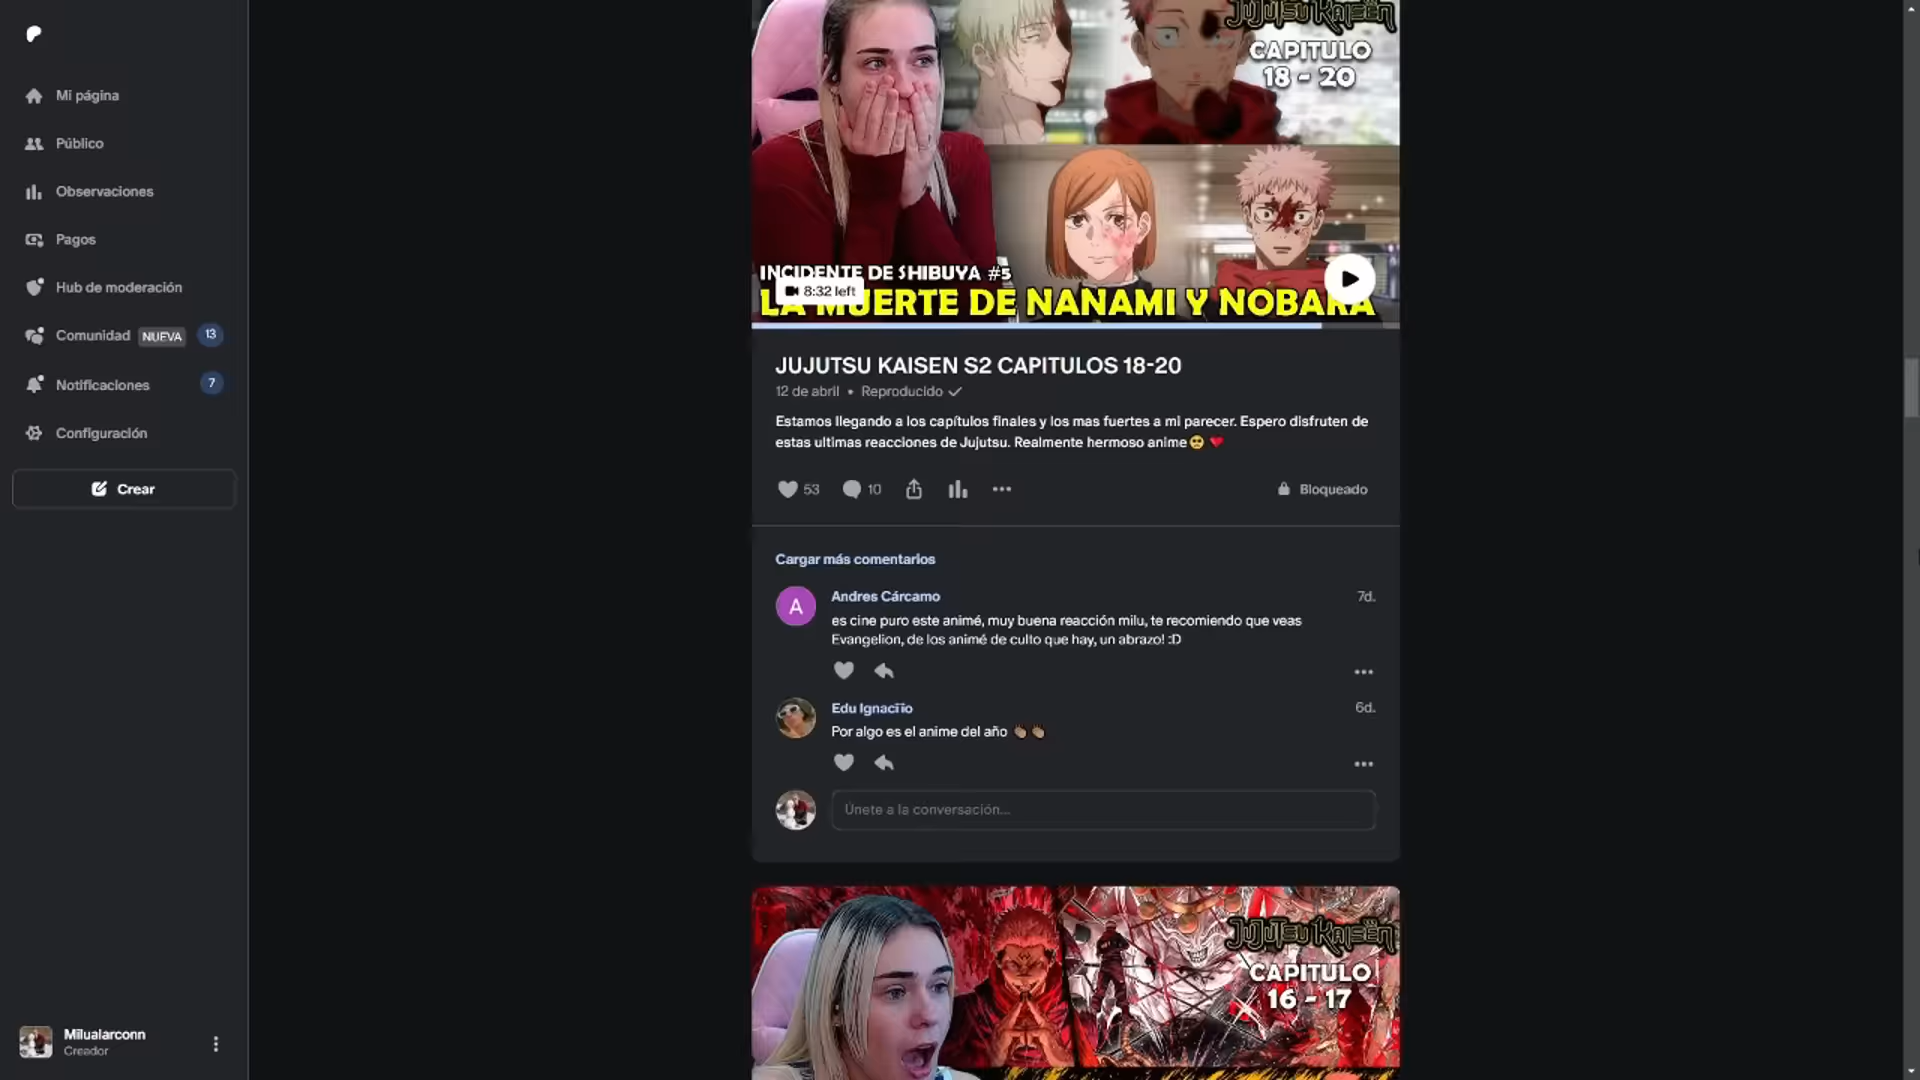 Mi página
Público
Observaciones
Pagos
Hub de moderación
Comunidad NUEVA 13
Notificaciones 7
Configuración
Crear
Milualarconn
Creador
JUJUTSU KAISEN
CAPITULO
18 - 20
INCIDENTE DE SHIBUYA #5
8:32 left
LA MUERTE DE NANAMI Y NOBARA
JUJUTSU KAISEN S2 CAPITULOS 18-20
12 de abril • Reproducido
Estamos llegando a los capítulos finales y los mas fuertes a mi parecer. Espero disfruten de
estas ultimas reacciones de Jujutsu. Realmente hermoso anime🥺 ♥
53 10 Bloqueado
Cargar más comentarios
A
Andres Cárcamo 7d.
es cine puro este animé, muy buena reacción milu, te recomiendo que veas
Evangelion, de los animé de culto que hay, un abrazo! :D
Edu Ignaciio 6d.
Por algo es el anime del año 👏🏽 👏🏽
Únete a la conversación...
JUJUTSU KAISEN
CAPITULO
16 - 17